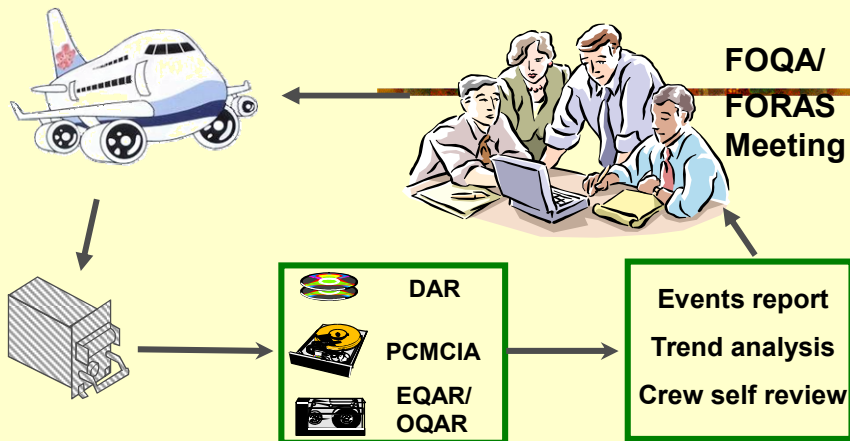 FOQA/
FORAS
Meeting
DAR
PCMCIA
EQAR/
OQAR
Events report
Trend analysis
Crew self review